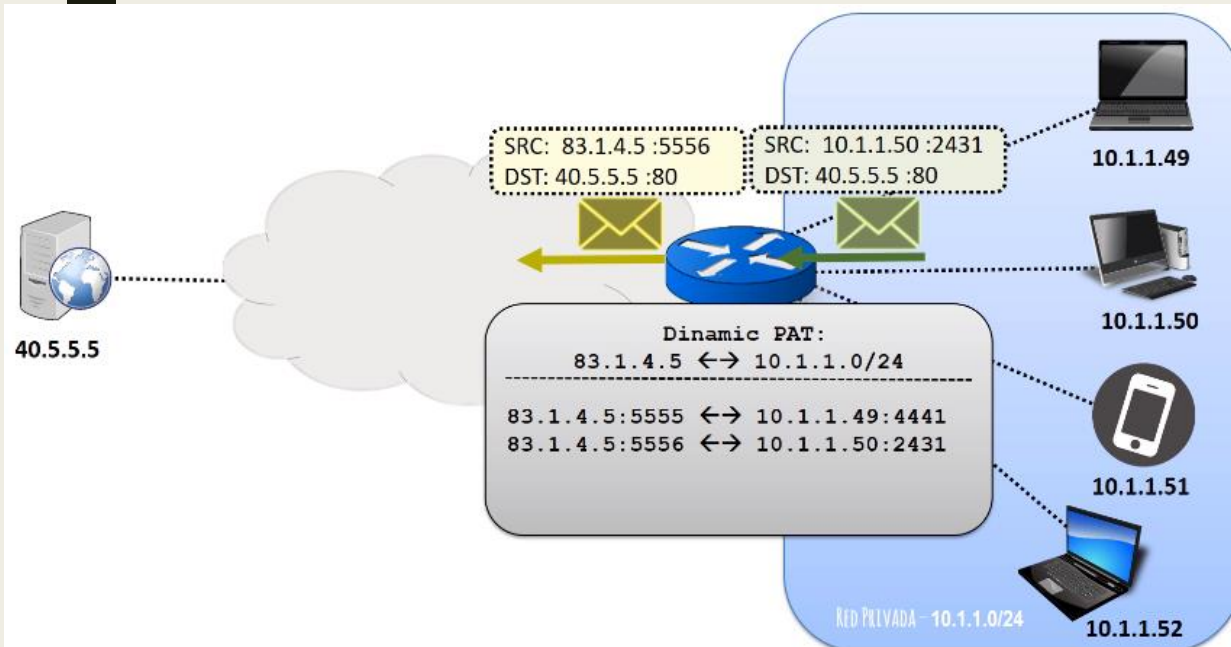 SRC: 83.1.4.5 :5556
DST: 40.5.5.5 :80
SRC: 10.1.1.50 :2431
DST: 40.5.5.5 :80
10.1.1.49
40.5.5.5
10.1.1.50
Dinamic PAT:
83.1.4.5 ←→ 10.1.1.0/24
83.1.4.5:5555 ←→ 10.1.1.49:4441
83.1.4.5:5556 ←→ 10.1.1.50:2431
10.1.1.51
RED PRIVADA - 10.1.1.0/24
10.1.1.52